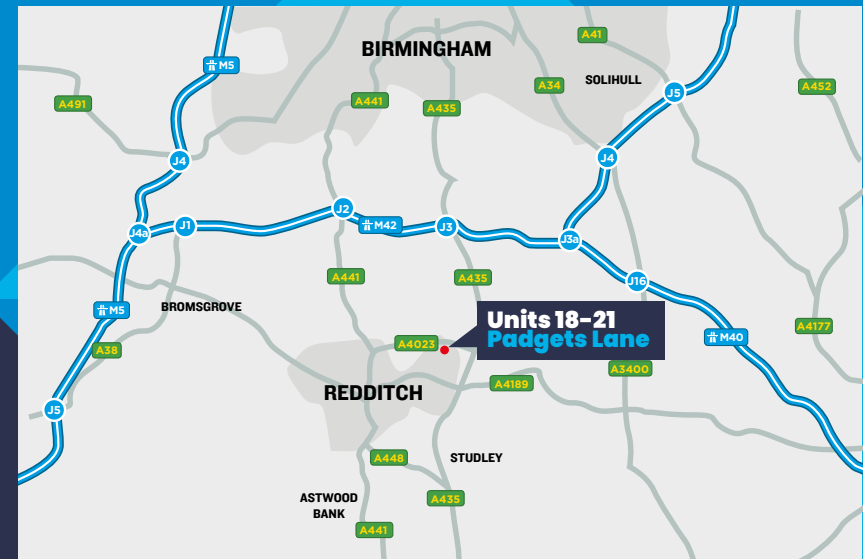 BIRMINGHAM
A41
M5
SOLIHULL
A34
A452
J5
A441
A491
A435
J4
J4
J2
J1
M42
J3
J4a
J3a
A441
A435
J16
BROMSGROVE
M5
Units 18-21
Padgets Lane
A4177
M40
A4023
A38
A3400
A4189
REDDITCH
J5
A448
STUDLEY
ASTWOOD
BANK
A435
A441